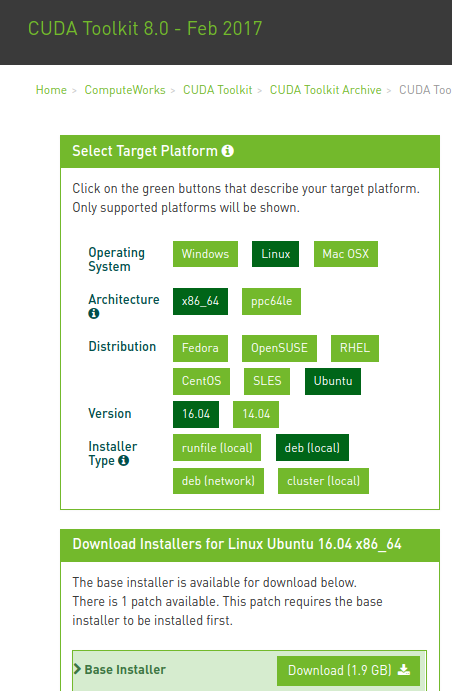 CUDA Toolkit 8.0 - Feb 2017
Home > ComputeWorks > CUDA Toolkit > CUDA Toolkit Archive > CUDA Too
Select Target Platform
Click on the green buttons that describe your target platform.
Only supported platforms will be shown.
Operating System Windows Linux Mac OSX
Architecture x86_64 ppc64le
Distribution Fedora OpenSUSE RHEL
CentOS SLES Ubuntu
Version 16.04 14.04
Installer Type runfile (local) deb (local)
deb (network) cluster (local)
Download Installers for Linux Ubuntu 16.04 x86_64
The base installer is available for download below.
There is 1 patch available. This patch requires the base
installer to be installed first.
> Base Installer Download (1.9 GB)